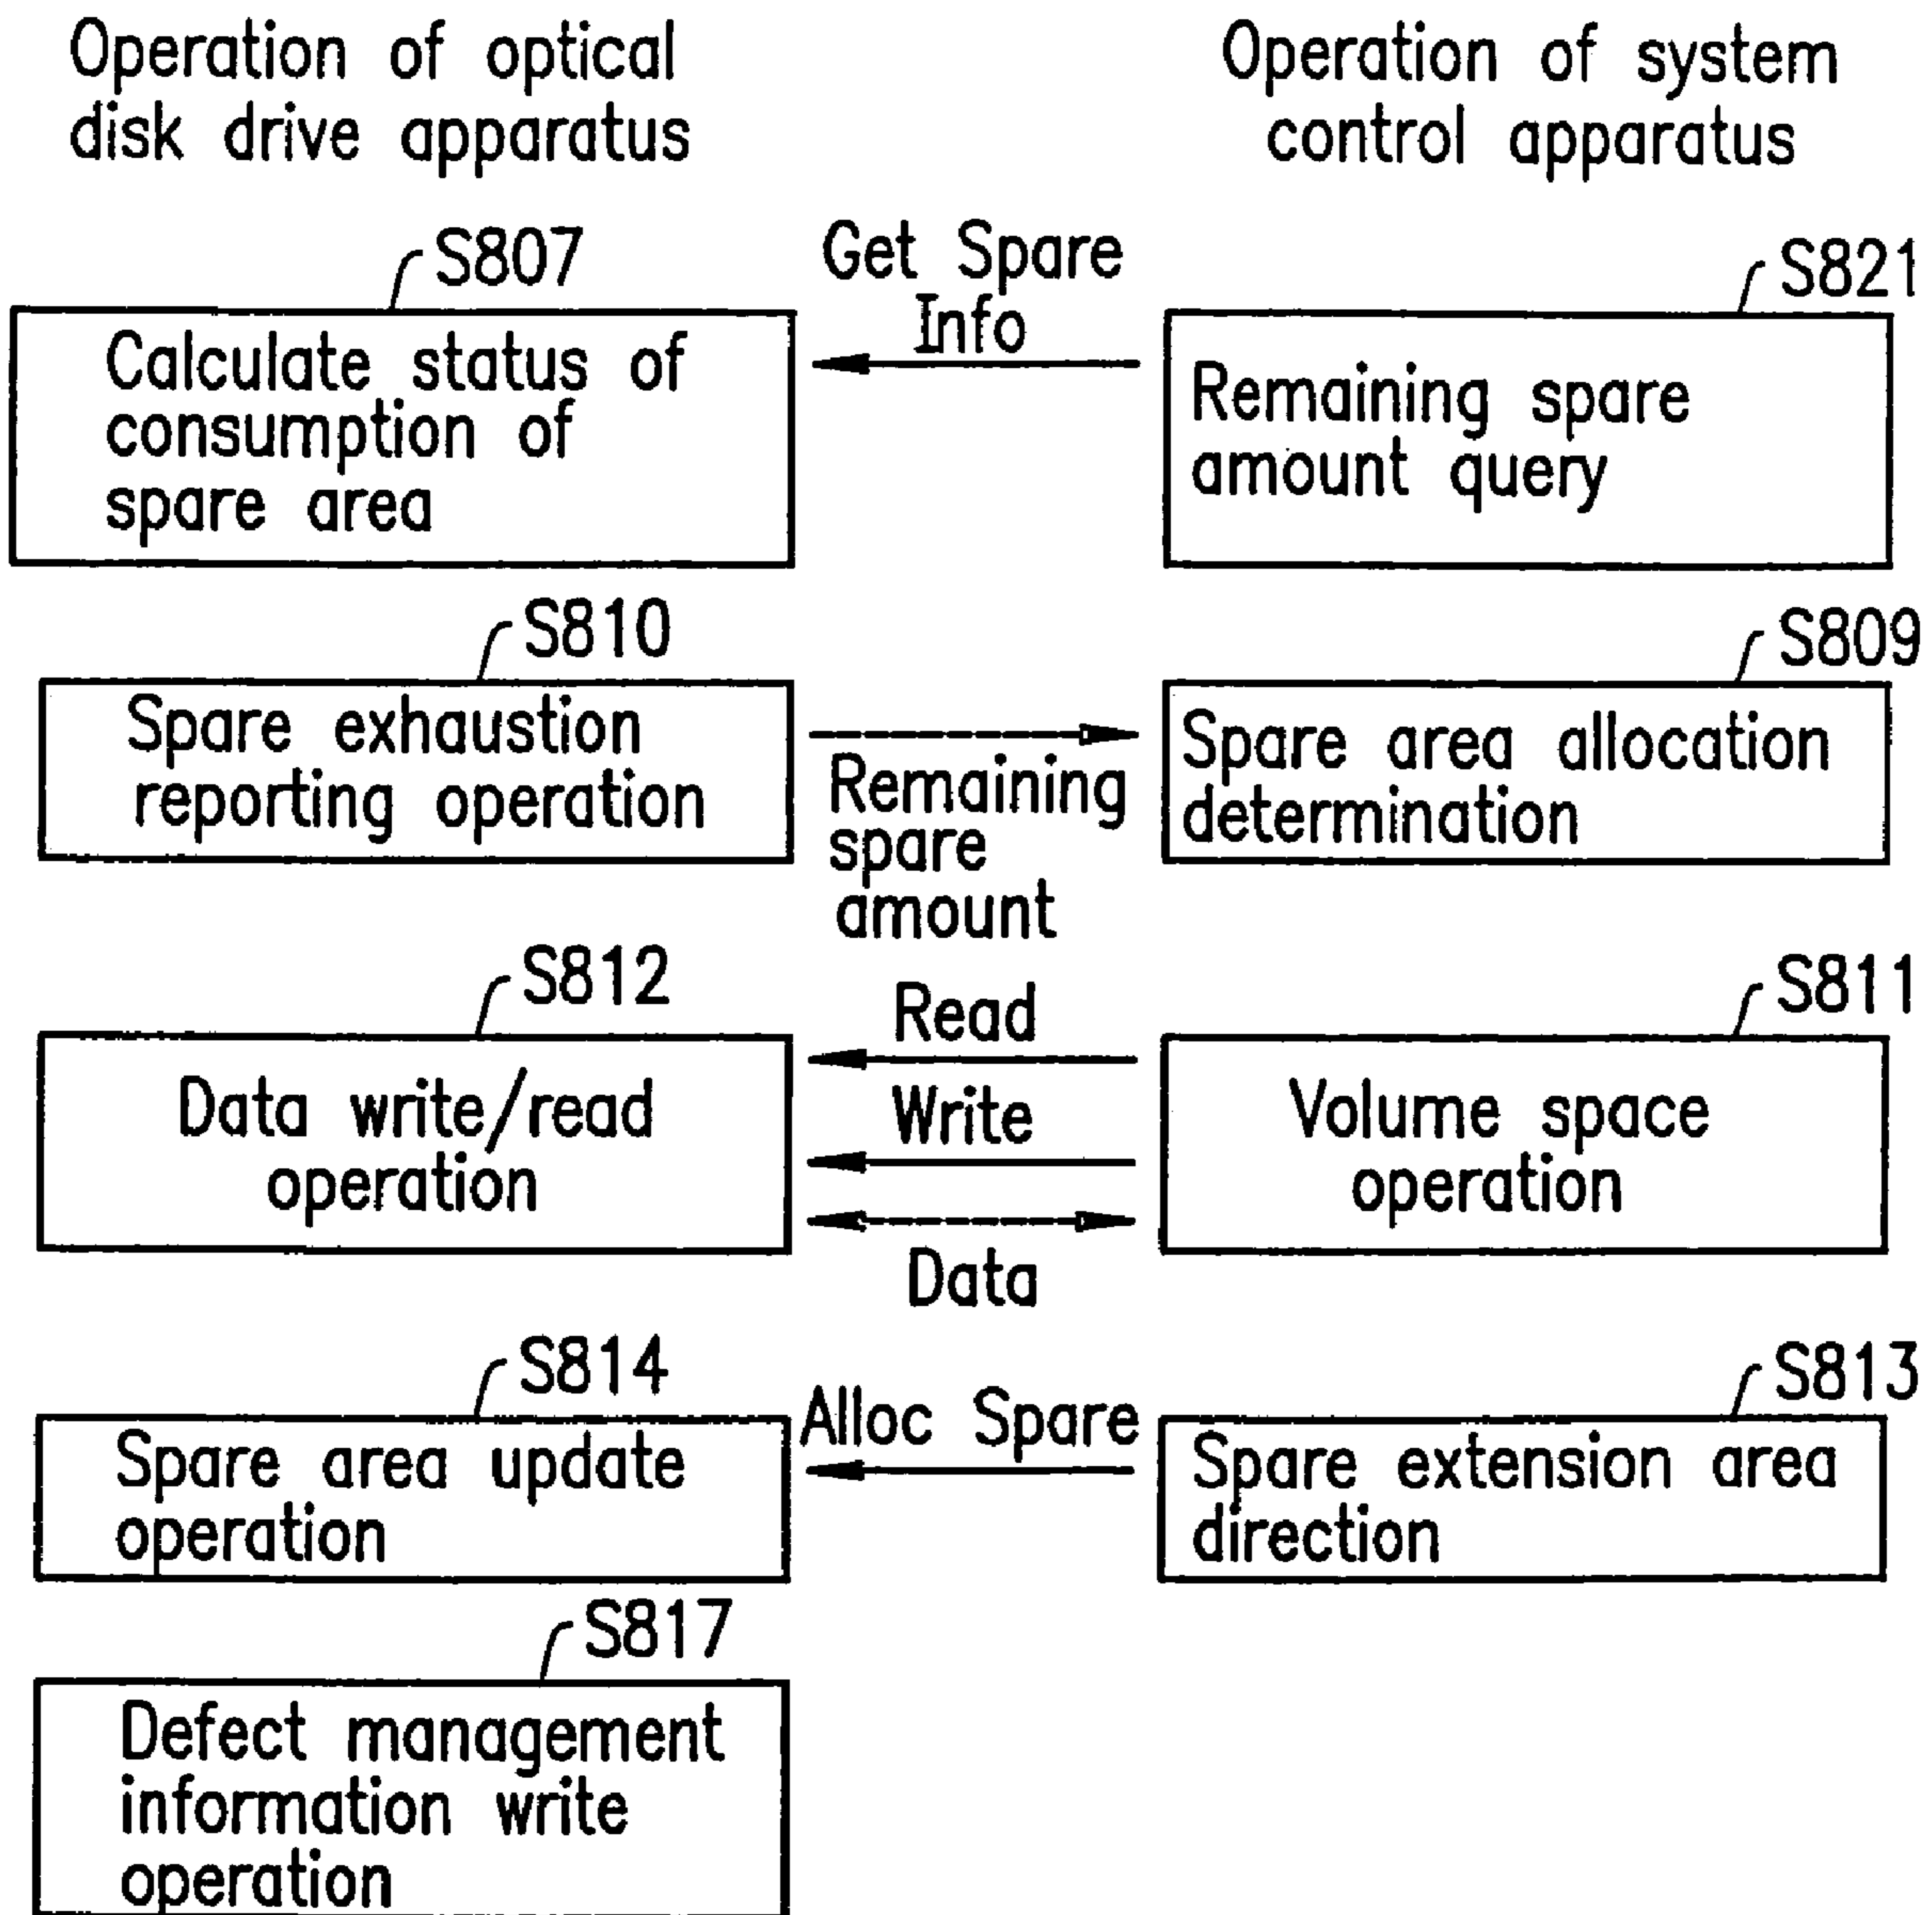 Operation of optical
disk drive apparatus
Operation of system
control apparatus
S807
Calculate status of
consumption of
spare area
Get Spare
Info
S821
Remaining spare
amount query
S810
Spare exhaustion
reporting operation
Remaining
spare
amount
S809
Spare area allocation
determination
S812
Data write/read
operation
Read
Write
Data
S811
Volume space
operation
S814
Spare area update
operation
Alloc Spare
S813
Spare extension area
direction
S817
Defect management
information write
operation